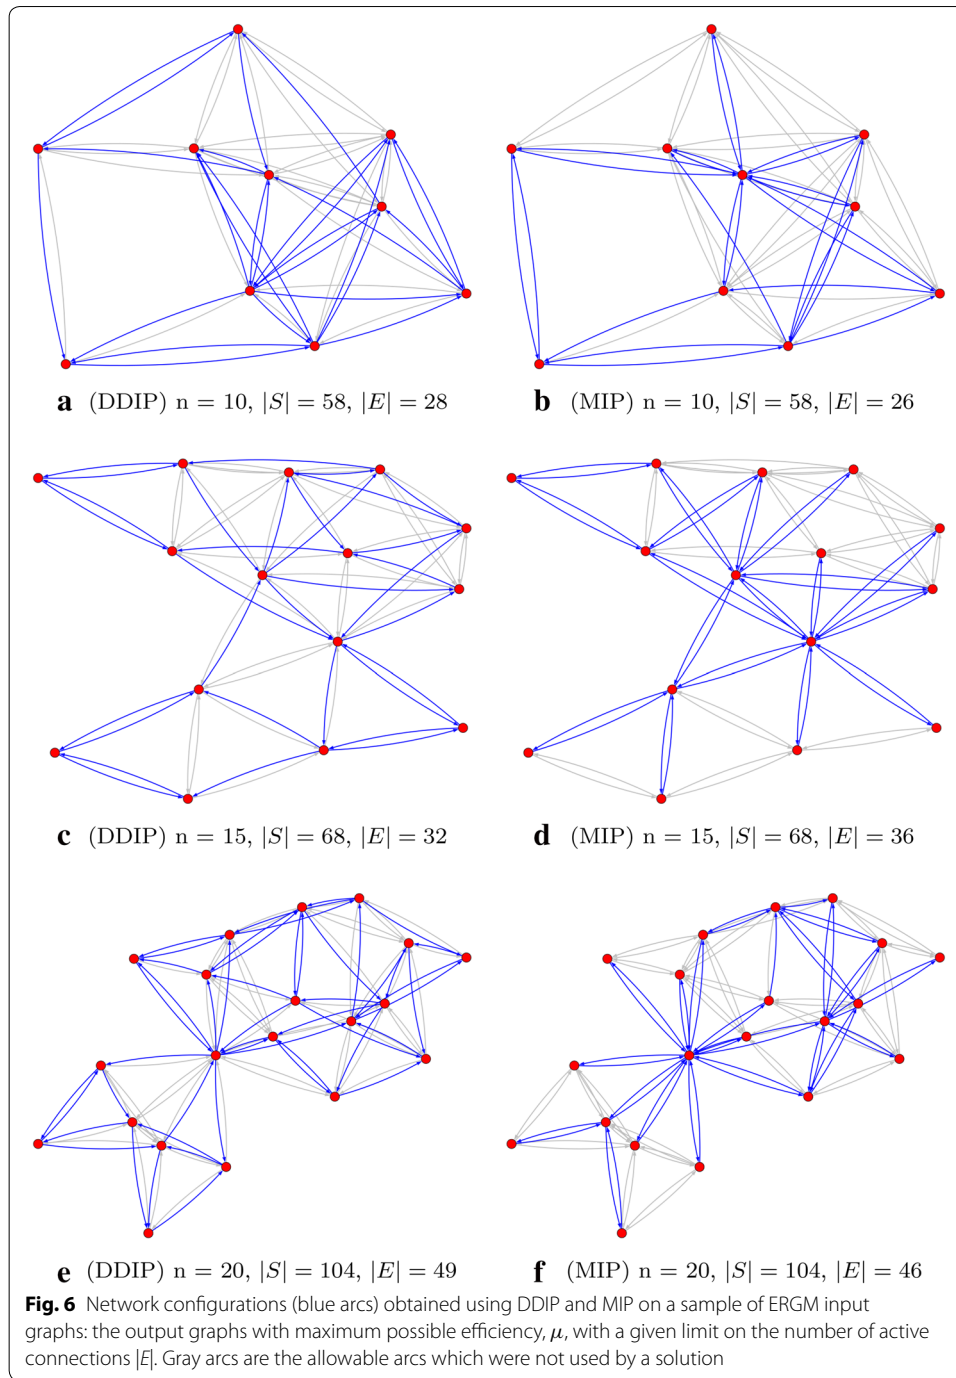 a (DDIP) n = 10, |S| = 58, |E| = 28
b (MIP) n = 10, |S| = 58, |E| = 26
c (DDIP) n = 15, |S| = 68, |E| = 32
d (MIP) n = 15, |S| = 68, |E| = 36
e (DDIP) n = 20, |S| = 104, |E| = 49
f (MIP) n = 20, |S| = 104, |E| = 46
Fig. 6 Network configurations (blue arcs) obtained using DDIP and MIP on a sample of ERGM input
graphs: the output graphs with maximum possible efficiency, μ, with a given limit on the number of active
connections |E|. Gray arcs are the allowable arcs which were not used by a solution